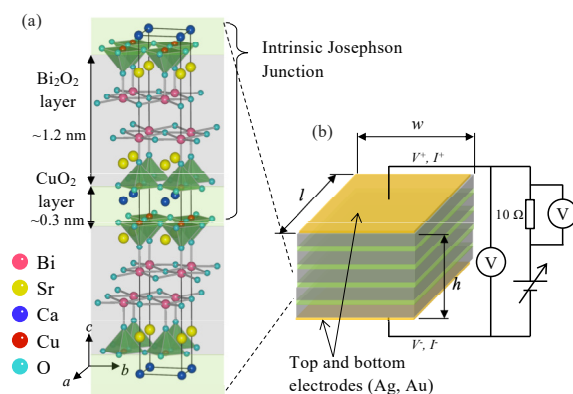 (a)
Intrinsic Josephson
Junction
Bi₂O₂
layer
~1.2 nm
CuO₂
layer
~0.3 nm
Bi
Sr
Ca
Cu
O
c
b
a
(b)
w
V⁺, I⁺
l
10 Ω
V
V
h
V⁻, I⁻
Top and bottom
electrodes (Ag, Au)